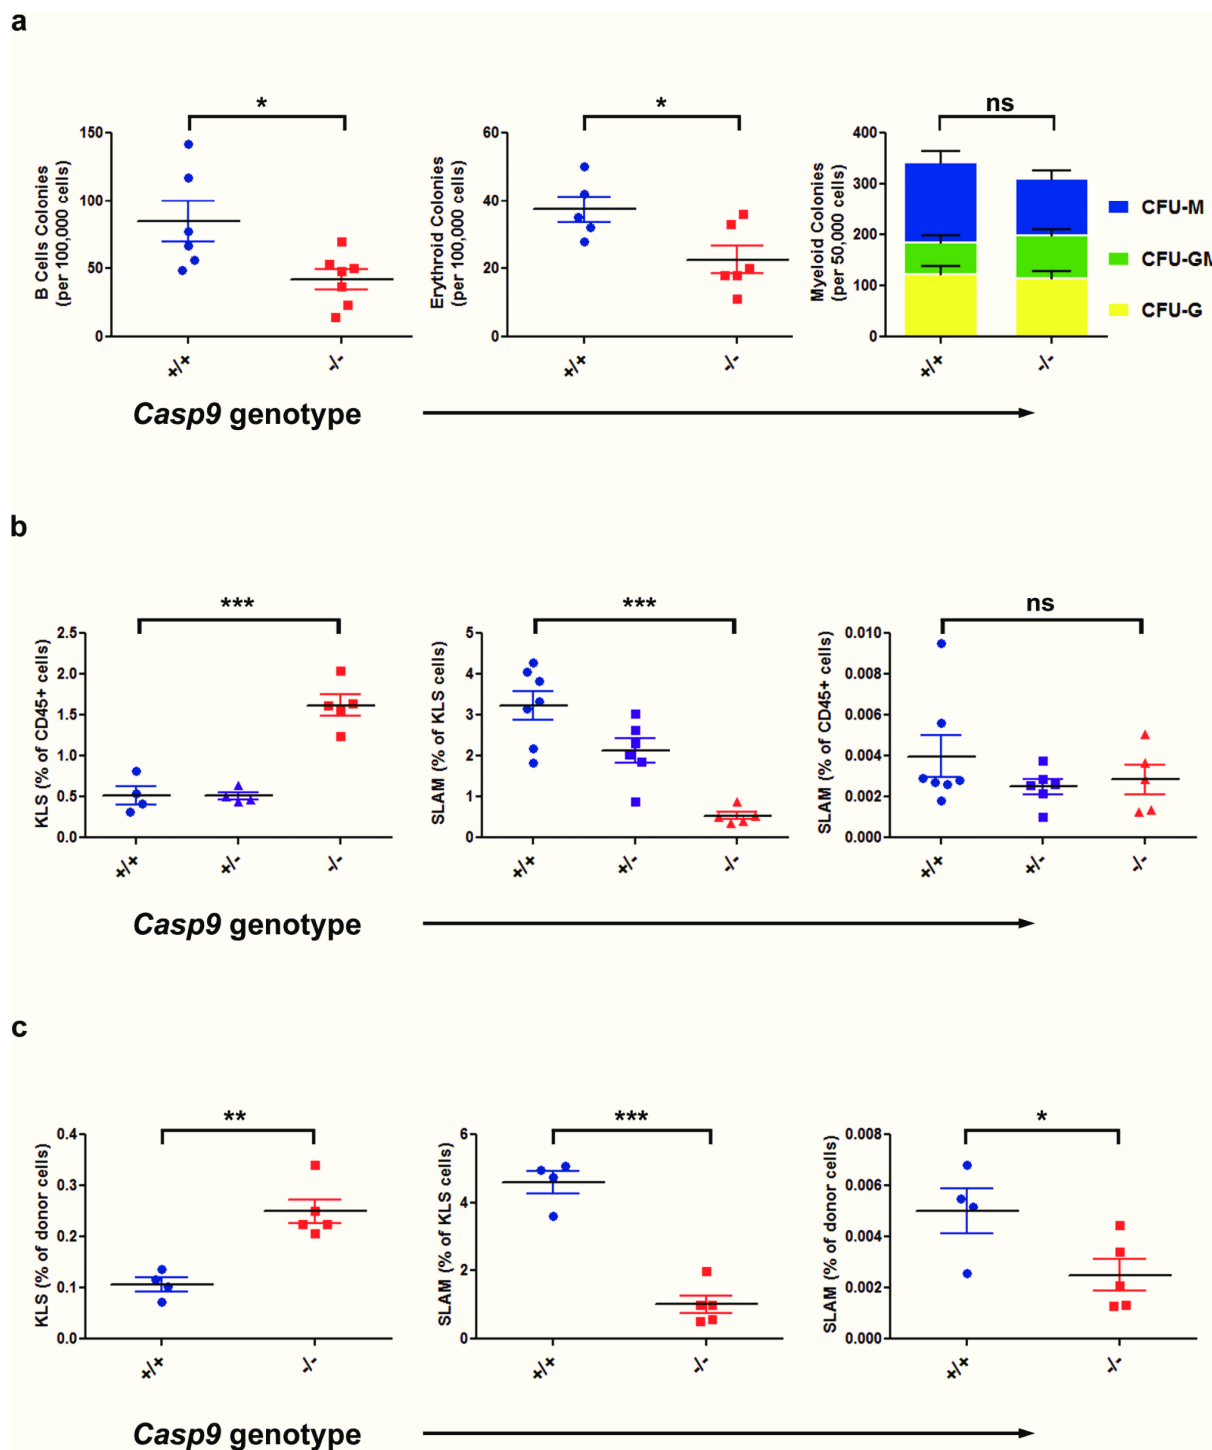 a
* * ns
B Cells Colonies
(per 100,000 cells)
150
100
50
0
+/+ -/-
Erythroid Colonies
(per 100,000 cells)
60
40
20
0
+/+ -/-
Myeloid Colonies
(per 50,000 cells)
400
300
200
100
0
+/+ -/-
CFU-M
CFU-GM
CFU-G
Casp9 genotype
b
*** *** ns
KLS (% of CD45+ cells)
2.5
2.0
1.5
1.0
0.5
0.0
+/+ +/- -/-
SLAM (% of KLS cells)
5
4
3
2
1
0
+/+ +/- -/-
SLAM (% of CD45+ cells)
0.010
0.008
0.006
0.004
0.002
0.000
+/+ +/- -/-
Casp9 genotype
c
** *** *
KLS (% of donor cells)
0.4
0.3
0.2
0.1
0.0
+/+ -/-
SLAM (% of KLS cells)
6
4
2
0
+/+ -/-
SLAM (% of donor cells)
0.008
0.006
0.004
0.002
0.000
+/+ -/-
Casp9 genotype